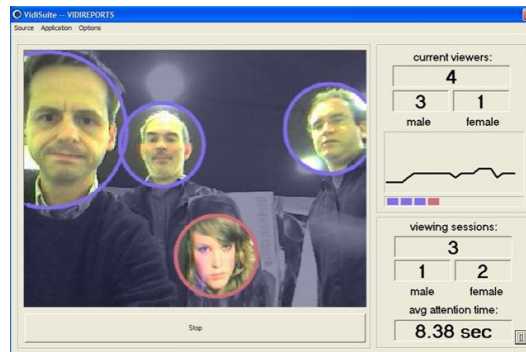 VidiSuite -- VIDIREPORTS
Source Application Options
current viewers:
4
3 1
male female
viewing sessions:
3
1 2
male female
avg attention time:
8.38 sec
Stop